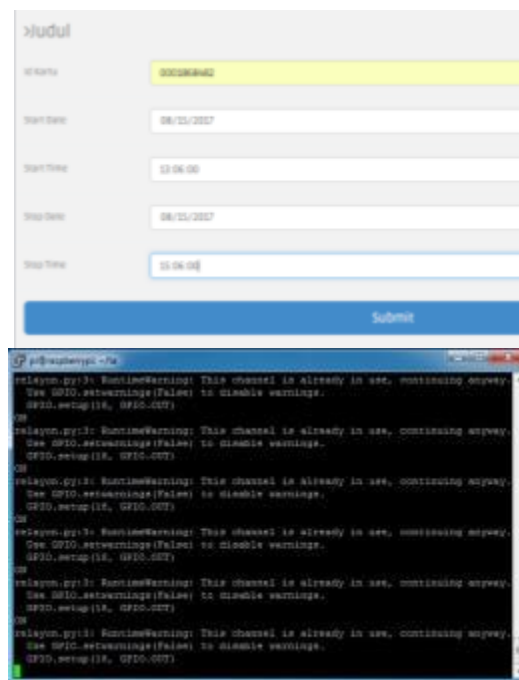 >Judul
Id Kartu
Start Date 08/15/2017
Start Time 13:06:00
Stop Date 08/15/2017
Stop Time 15:06:00
Submit
pi@raspberrypi: ~/ta
relayon.py:3: RuntimeWarning: This channel is already in use, continuing anyway.
Use GPIO.setwarnings(False) to disable warnings.
GPIO.setup(18, GPIO.OUT)
ON
relayon.py:3: RuntimeWarning: This channel is already in use, continuing anyway.
Use GPIO.setwarnings(False) to disable warnings.
GPIO.setup(18, GPIO.OUT)
ON
relayon.py:3: RuntimeWarning: This channel is already in use, continuing anyway.
Use GPIO.setwarnings(False) to disable warnings.
GPIO.setup(18, GPIO.OUT)
ON
relayon.py:3: RuntimeWarning: This channel is already in use, continuing anyway.
Use GPIO.setwarnings(False) to disable warnings.
GPIO.setup(18, GPIO.OUT)
ON
relayon.py:3: RuntimeWarning: This channel is already in use, continuing anyway.
Use GPIO.setwarnings(False) to disable warnings.
GPIO.setup(18, GPIO.OUT)
ON
relayon.py:3: RuntimeWarning: This channel is already in use, continuing anyway.
Use GPIO.setwarnings(False) to disable warnings.
GPIO.setup(18, GPIO.OUT)